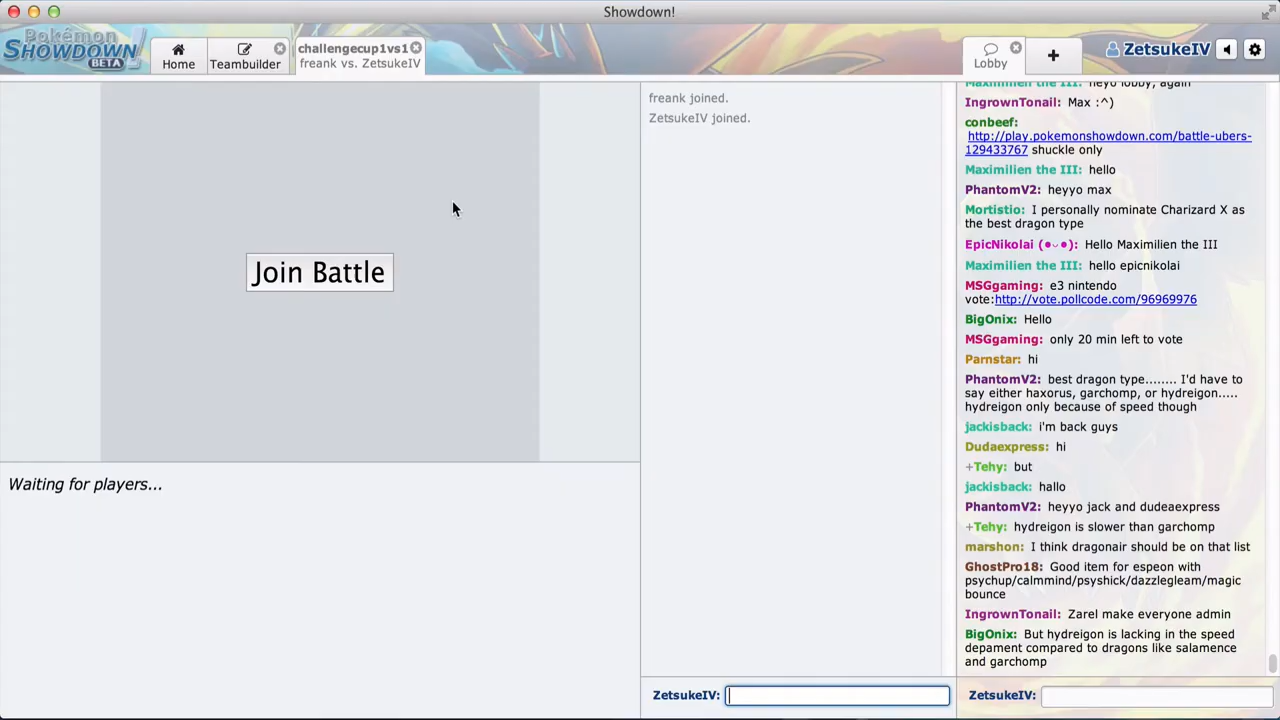 Showdown!
Pokémon
SHOWDOWN!
BETA
Home
Teambuilder
challengecup1vs1
freank vs. ZetsukeIV
Lobby
+
ZetsukeIV
Join Battle
Waiting for players...
freank joined.
ZetsukeIV joined.
ZetsukeIV:
Maximilien the III: heyo lobby, again
IngrownTonail: Max :^)
conbeef:
http://play.pokemonshowdown.com/battle-ubers-
129433767 shuckle only
Maximilien the III: hello
PhantomV2: heyyo max
Mortistio: I personally nominate Charizard X as
the best dragon type
EpicNikolai (●ᴗ●): Hello Maximilien the III
Maximilien the III: hello epicnikolai
MSGgaming: e3 nintendo
vote:http://vote.pollcode.com/96969976
BigOnix: Hello
MSGgaming: only 20 min left to vote
Parnstar: hi
PhantomV2: best dragon type........ I'd have to
say either haxorus, garchomp, or hydreigon.....
hydreigon only because of speed though
jackisback: i'm back guys
Dudaexpress: hi
+Tehy: but
jackisback: hallo
PhantomV2: heyyo jack and dudeaexpress
+Tehy: hydreigon is slower than garchomp
marshon: I think dragonair should be on that list
GhostPro18: Good item for espeon with
psychup/calmmind/psyshick/dazzlegleam/magic
bounce
IngrownTonail: Zarel make everyone admin
BigOnix: But hydreigon is lacking in the speed
depament compared to dragons like salamence
and garchomp
ZetsukeIV: